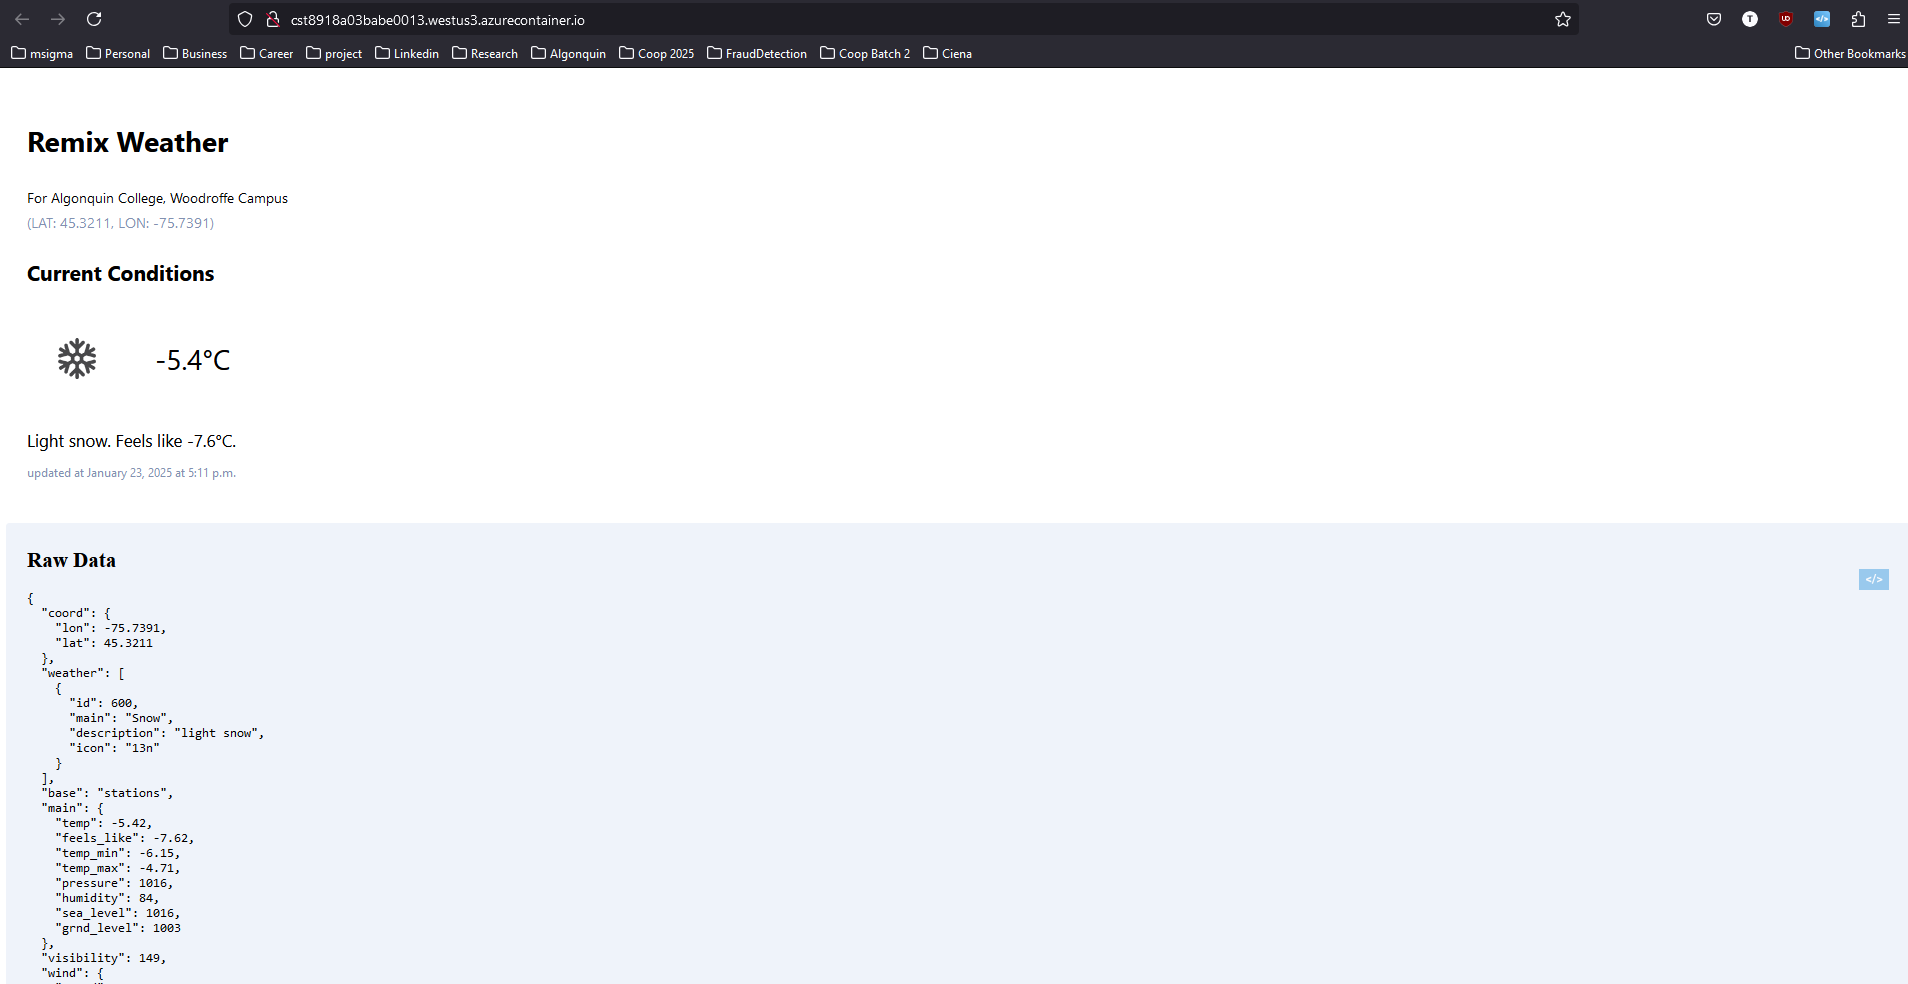 cst8918a03babe0013.westus3.azurecontainer.io
T
UD
</>
msigma Personal Business Career project Linkedin Research Algonquin Coop 2025 FraudDetection Coop Batch 2 Ciena Other Bookmarks
Remix Weather
For Algonquin College, Woodroffe Campus
(LAT: 45.3211, LON: -75.7391)
Current Conditions
-5.4°C
Light snow. Feels like -7.6°C.
updated at January 23, 2025 at 5:11 p.m.
Raw Data
</>
{
"coord": {
"lon": -75.7391,
"lat": 45.3211
},
"weather": [
{
"id": 600,
"main": "Snow",
"description": "light snow",
"icon": "13n"
}
],
"base": "stations",
"main": {
"temp": -5.42,
"feels_like": -7.62,
"temp_min": -6.15,
"temp_max": -4.71,
"pressure": 1016,
"humidity": 84,
"sea_level": 1016,
"grnd_level": 1003
},
"visibility": 149,
"wind": {